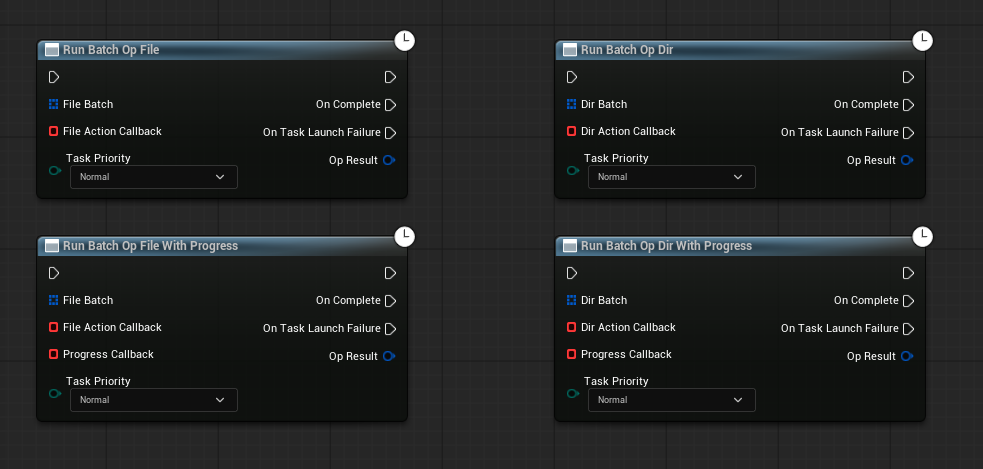 Run Batch Op File
File Batch
On Complete
File Action Callback
On Task Launch Failure
Task Priority
Op Result
Normal
Run Batch Op Dir
Dir Batch
On Complete
Dir Action Callback
On Task Launch Failure
Task Priority
Op Result
Normal
Run Batch Op File With Progress
File Batch
On Complete
File Action Callback
On Task Launch Failure
Progress Callback
Op Result
Task Priority
Normal
Run Batch Op Dir With Progress
Dir Batch
On Complete
Dir Action Callback
On Task Launch Failure
Progress Callback
Op Result
Task Priority
Normal